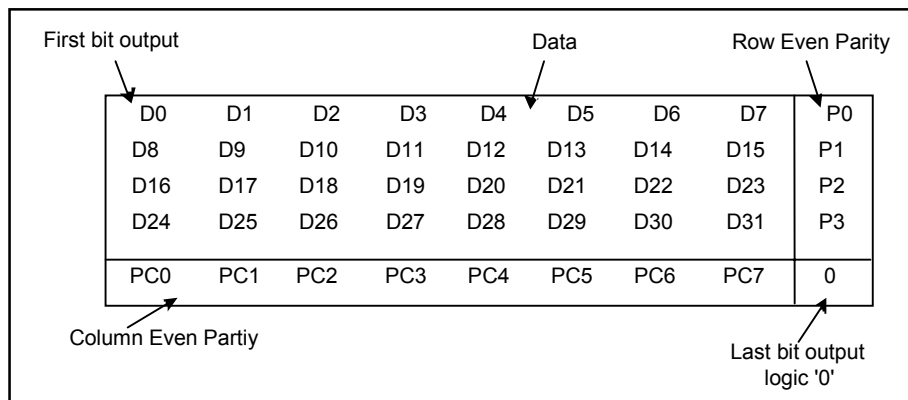 First bit output Data Row Even Parity
D0 D1 D2 D3 D4 D5 D6 D7 P0
D8 D9 D10 D11 D12 D13 D14 D15 P1
D16 D17 D18 D19 D20 D21 D22 D23 P2
D24 D25 D26 D27 D28 D29 D30 D31 P3
PC0 PC1 PC2 PC3 PC4 PC5 PC6 PC7 0
Column Even Partiy
Last bit output
logic '0'